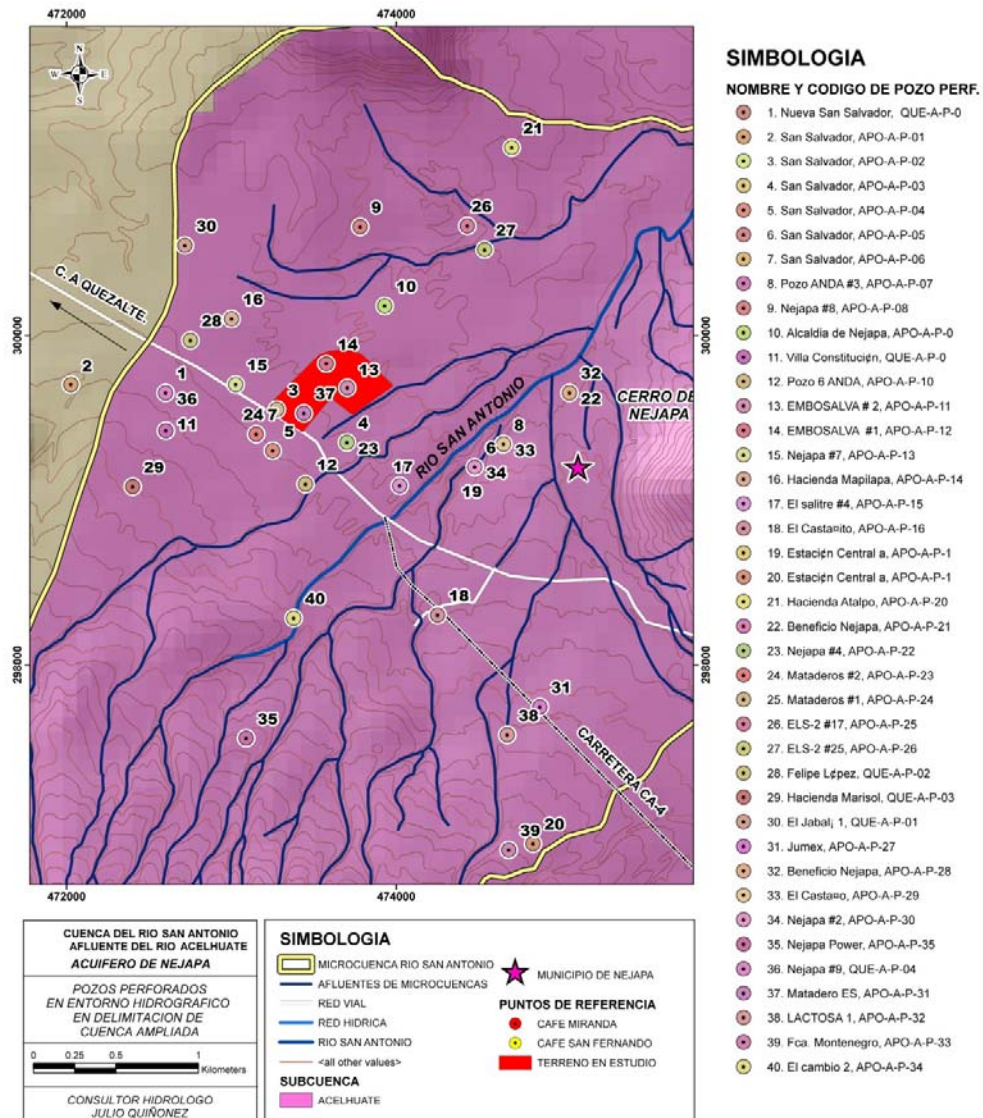 472000
474000
N
W E
S
21
9
26
27
30
C. A QUEZALTE.
10
16
300000
300000
28
14
2
15
13
1
3
37
32
36
24 7
4
22
CERRO DE
NEJAPA
RIO SAN ANTONIO
11
5
8
23
6
33
12
17
34
29
19
40
18
298000
298000
31
35
38
CARRETERA CA-4
39
20
472000
474000
SIMBOLOGIA
NOMBRE Y CODIGO DE POZO PERF.
1. Nueva San Salvador, QUE-A-P-0
2. San Salvador, APO-A-P-01
3. San Salvador, APO-A-P-02
4. San Salvador, APO-A-P-03
5. San Salvador, APO-A-P-04
6. San Salvador, APO-A-P-05
7. San Salvador, APO-A-P-06
8. Pozo ANDA #3, APO-A-P-07
9. Nejapa #8, APO-A-P-08
10. Alcaldia de Nejapa, APO-A-P-0
11. Villa Constituci¢n, QUE-A-P-0
12. Pozo 6 ANDA, APO-A-P-10
13. EMBOSALVA # 2, APO-A-P-11
14. EMBOSALVA #1, APO-A-P-12
15. Nejapa #7, APO-A-P-13
16. Hacienda Mapilapa, APO-A-P-14
17. El salitre #4, APO-A-P-15
18. El Casta¤ito, APO-A-P-16
19. Estaci¢n Central a, APO-A-P-1
20. Estaci¢n Central a, APO-A-P-1
21. Hacienda Atalpo, APO-A-P-20
22. Beneficio Nejapa, APO-A-P-21
23. Nejapa #4, APO-A-P-22
24. Mataderos #2, APO-A-P-23
25. Mataderos #1, APO-A-P-24
26. ELS-2 #17, APO-A-P-25
27. ELS-2 #25, APO-A-P-26
28. Felipe L¢pez, QUE-A-P-02
29. Hacienda Marisol, QUE-A-P-03
30. El Jabal¡ 1, QUE-A-P-01
31. Jumex, APO-A-P-27
32. Beneficio Nejapa, APO-A-P-28
33. El Casta¤o, APO-A-P-29
34. Nejapa #2, APO-A-P-30
35. Nejapa Power, APO-A-P-35
36. Nejapa #9, QUE-A-P-04
37. Matadero ES, APO-A-P-31
38. LACTOSA 1, APO-A-P-32
39. Fca. Montenegro, APO-A-P-33
40. El cambio 2, APO-A-P-34
CUENCA DEL RIO SAN ANTONIO
AFLUENTE DEL RIO ACELHUATE
ACUIFERO DE NEJAPA
POZOS PERFORADOS
EN ENTORNO HIDROGRAFICO
EN DELIMITACION DE
CUENCA AMPLIADA
0 0.25 0.5 1
Kilometers
CONSULTOR HIDROLOGO
JULIO QUIÑONEZ
SIMBOLOGIA
MICROCUENCA RIO SAN ANTONIO
AFLUENTES DE MICROCUENCAS
RED VIAL
RED HIDRICA
RIO SAN ANTONIO
<all other values>
SUBCUENCA
ACELHUATE
MUNICIPIO DE NEJAPA
PUNTOS DE REFERENCIA
CAFE MIRANDA
CAFE SAN FERNANDO
TERRENO EN ESTUDIO